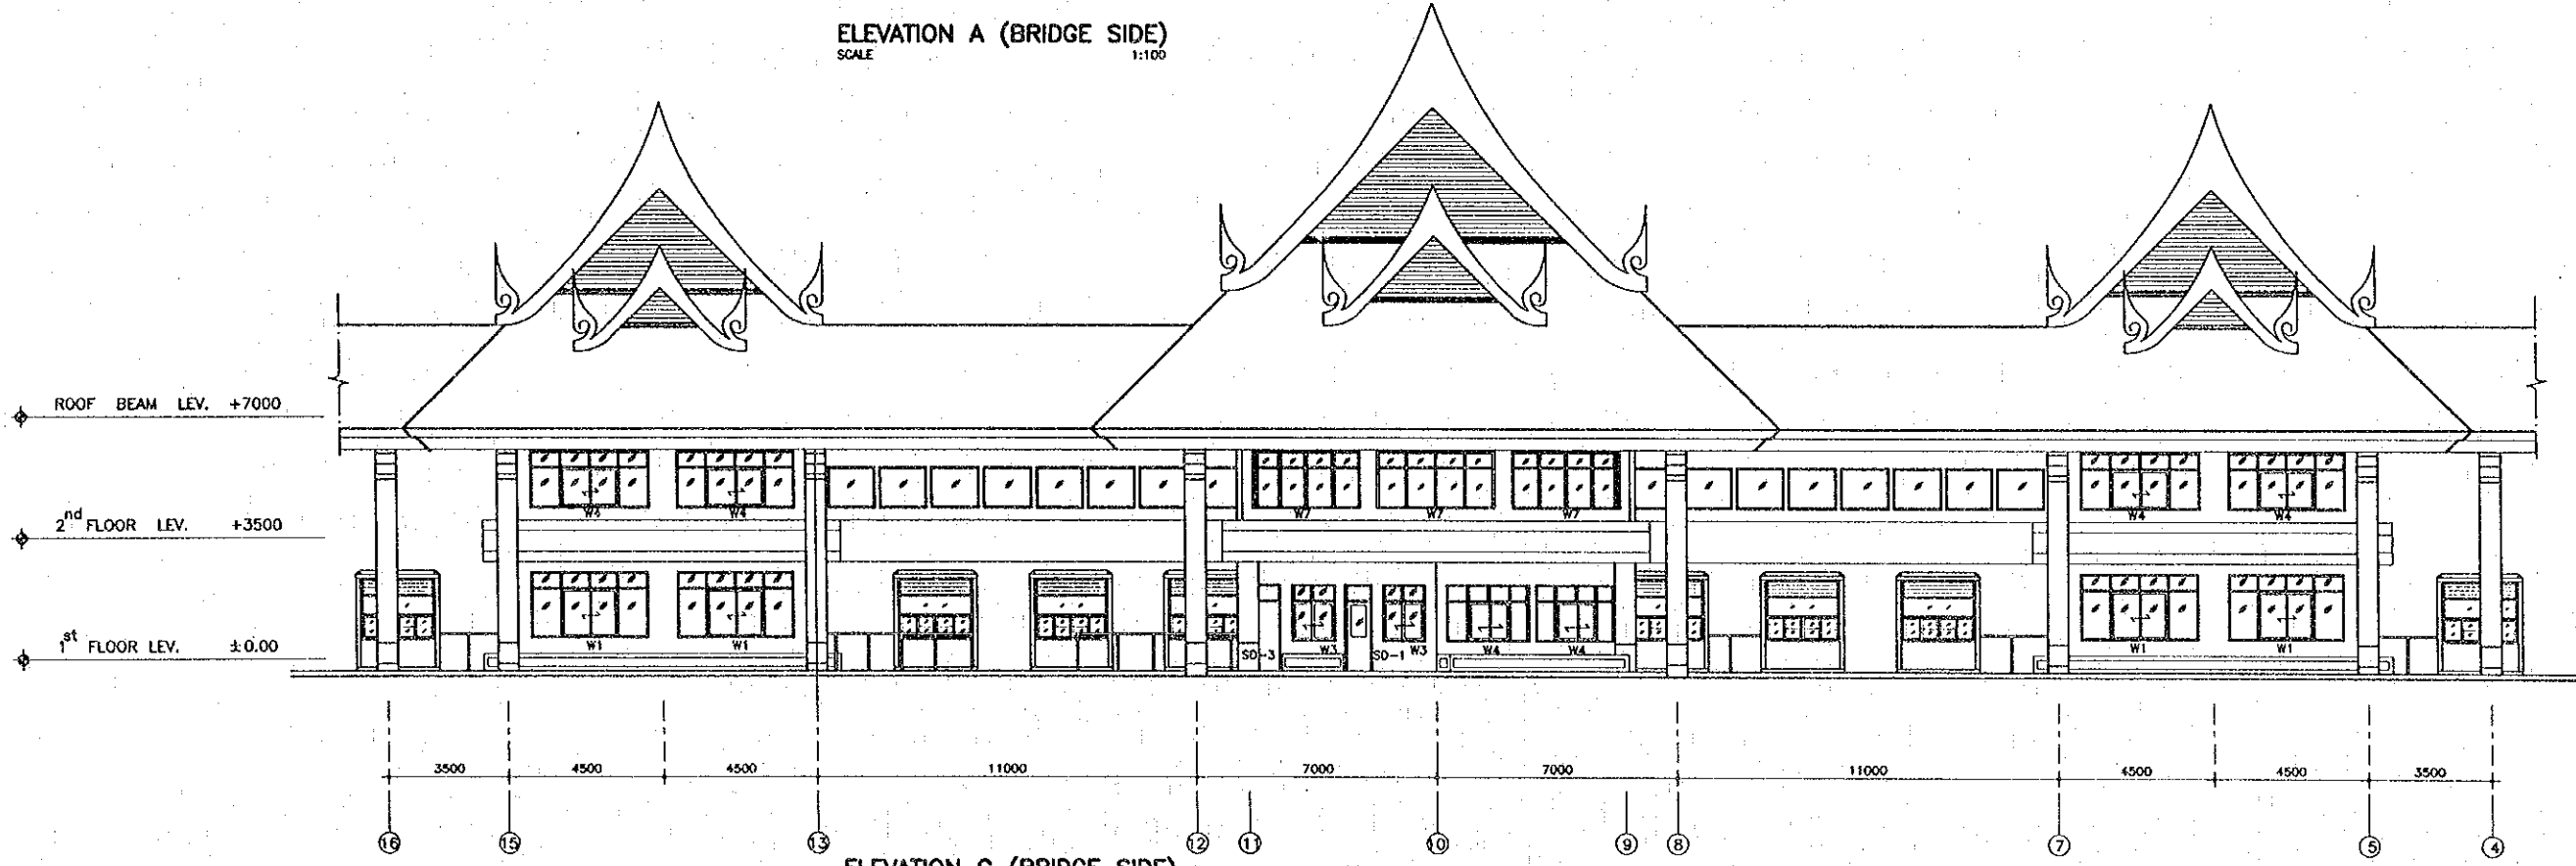 ELEVATION A (BRIDGE SIDE)
SCALE 1:100
ROOF BEAM LEV. +7000
W4 W4 W7 W7 W7 W4 W4
2nd FLOOR LEV. +3500
1st FLOOR LEV. ±0.00
W1 W1 SD-3 W3 SD-1 W3 W4 W4 W1 W1
3500 4500 4500 11000 7000 7000 11000 4500 4500 3500
16 15 13 12 11 10 9 8 7 5 4
ELEVATION C (BRIDGE SIDE)